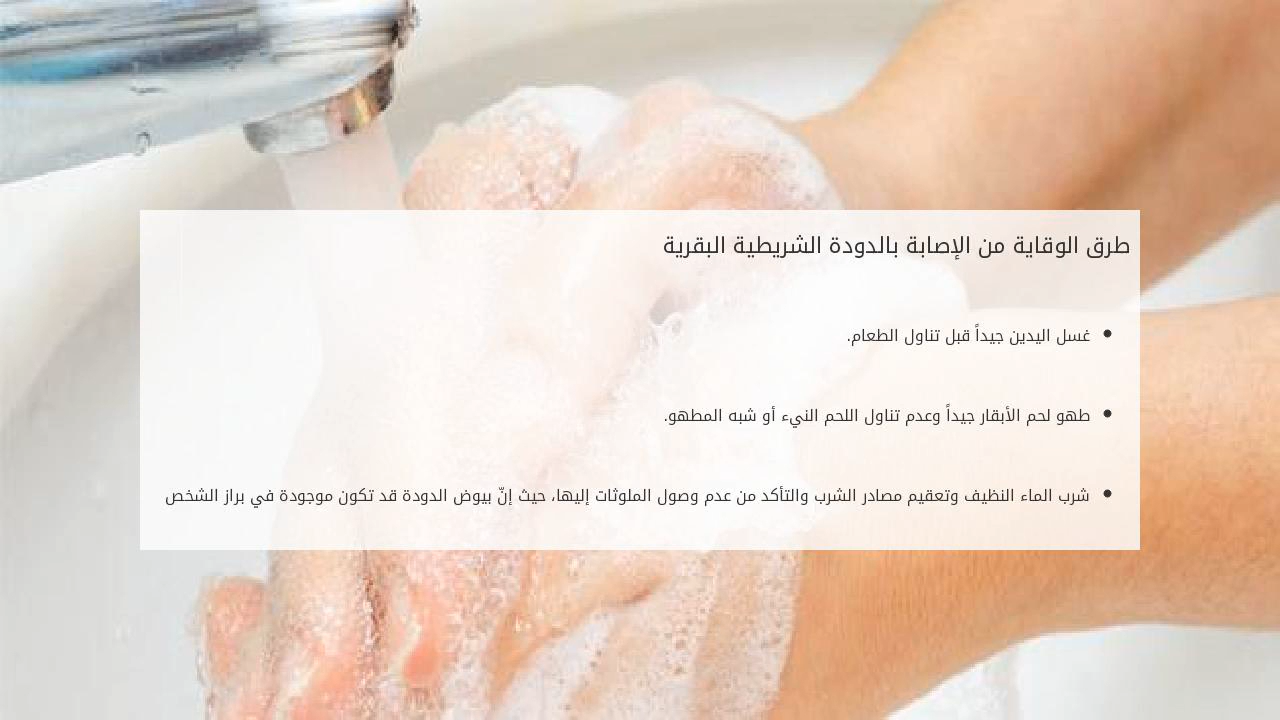 طرق الوقاية من الإصابة بالدودة الشريطية البقرية
• غسل اليدين جيداً قبل تناول الطعام.
• طهو لحم الأبقار جيداً وعدم تناول اللحم النيء أو شبه المطهو.
• شرب الماء النظيف وتعقيم مصادر الشرب والتأكد من عدم وصول الملوثات إليها، حيث إنّ بيوض الدودة قد تكون موجودة في براز الشخص